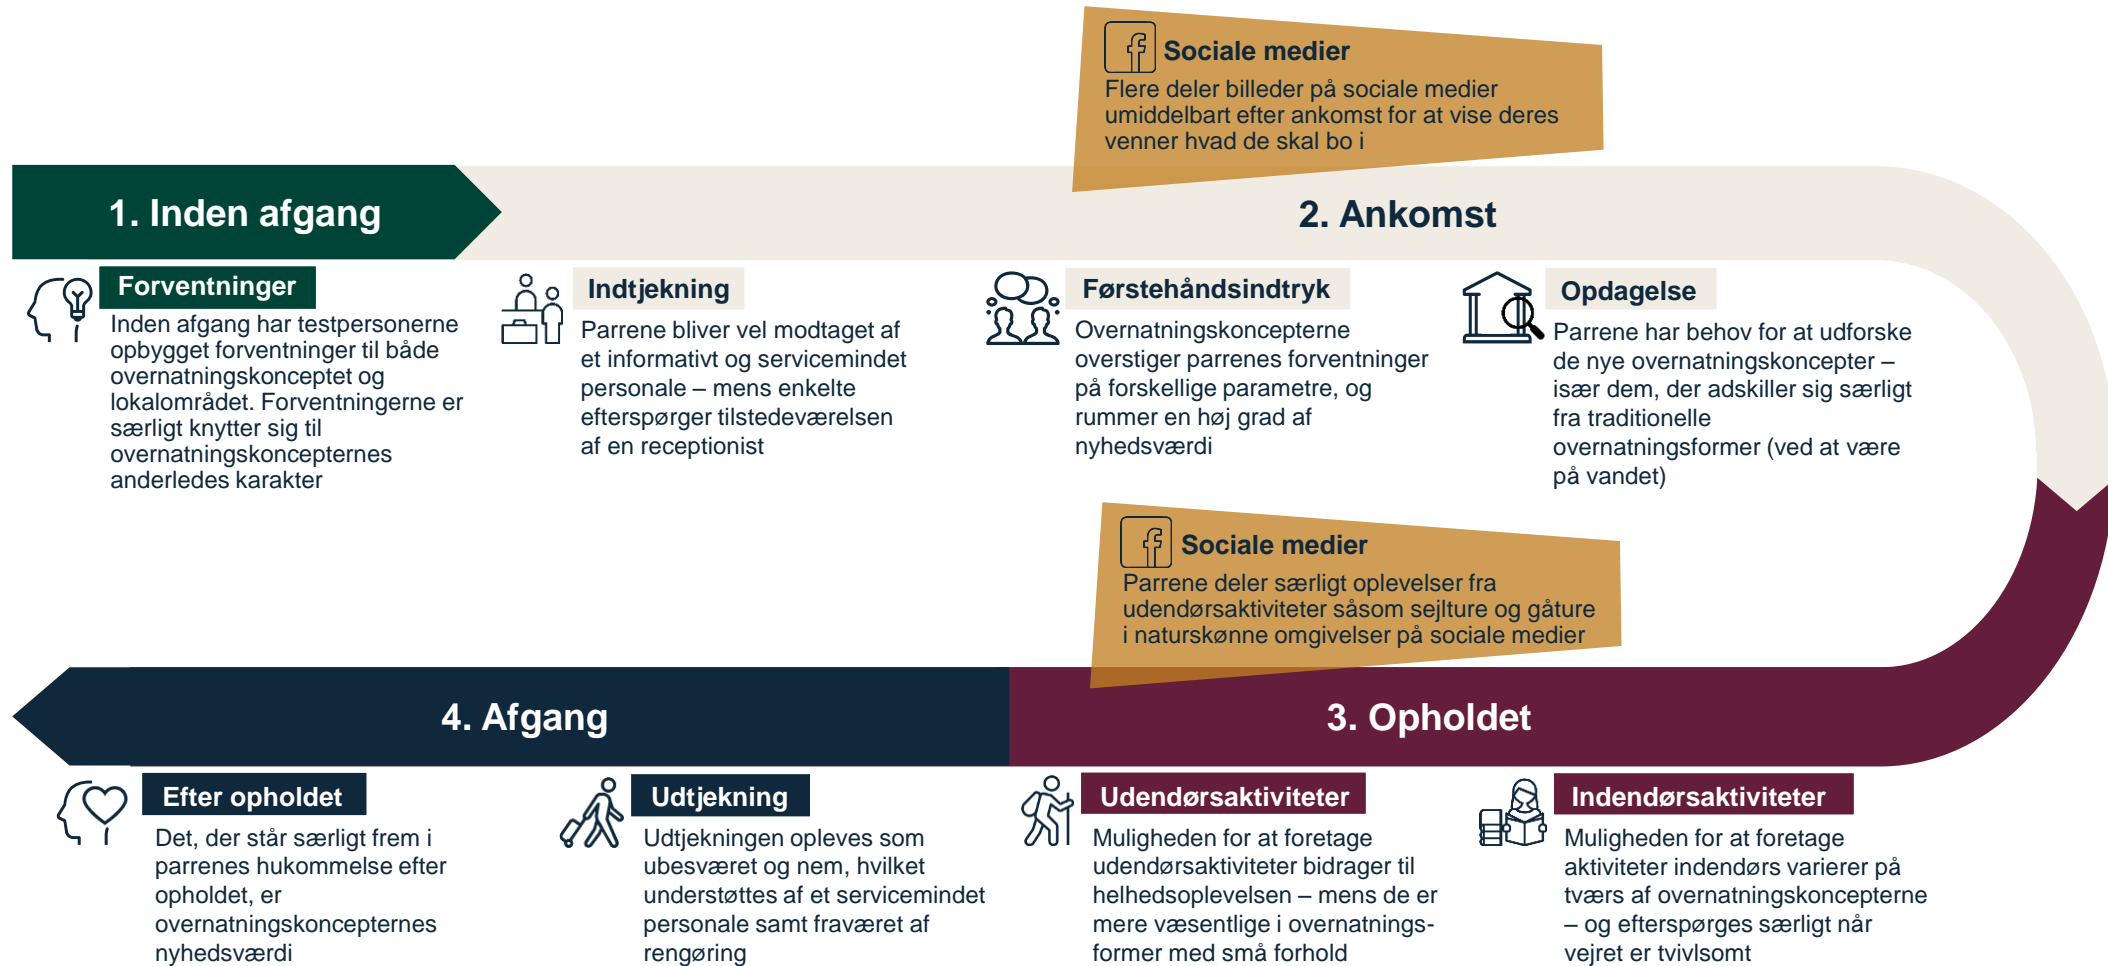 Sociale medier
Flere deler billeder på sociale medier
umiddelbart efter ankomst for at vise deres
venner hvad de skal bo i
1. Inden afgang
2. Ankomst
Forventninger
Inden afgang har testpersonerne
opbygget forventninger til både
overnatningskonceptet og
lokalområdet. Forventningerne er
særligt knytter sig til
overnatningskoncepternes
anderledes karakter
Indtjekning
Parrene bliver vel modtaget af
et informativt og servicemindet
personale – mens enkelte
efterspørger tilstedeværelsen
af en receptionist
Førstehåndsindtryk
Overnatningskoncepterne
overstiger parrenes forventninger
på forskellige parametre, og
rummer en høj grad af
nyhedsværdi
Opdagelse
Parrene har behov for at udforske
de nye overnatningskoncepter –
især dem, der adskiller sig særligt
fra traditionelle
overnatningsformer (ved at være
på vandet)
Sociale medier
Parrene deler særligt oplevelser fra
udendørsaktiviteter såsom sejlture og gåture
i naturskønne omgivelser på sociale medier
4. Afgang
3. Opholdet
Efter opholdet
Det, der står særligt frem i
parrenes hukommelse efter
opholdet, er
overnatningskoncepternes
nyhedsværdi
Udtjekning
Udtjekningen opleves som
ubesværet og nem, hvilket
understøttes af et servicemindet
personale samt fraværet af
rengøring
Udendørsaktiviteter
Muligheden for at foretage
udendørsaktiviteter bidrager til
helhedsoplevelsen – mens de er
mere væsentlige i overnatnings-
former med små forhold
Indendørsaktiviteter
Muligheden for at foretage
aktiviteter indendørs varierer på
tværs af overnatningskoncepterne
– og efterspørges særligt når
vejret er tvivlsomt